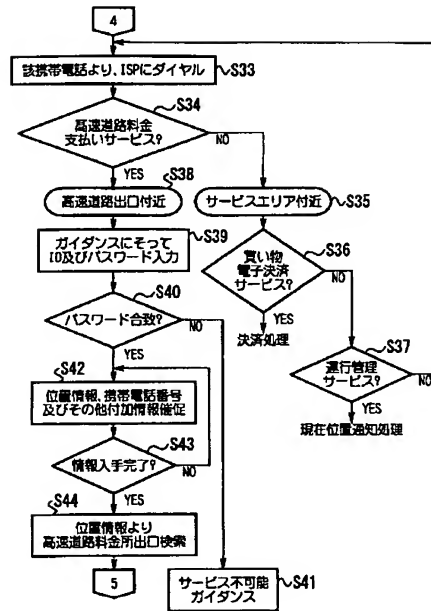 4
該携帯電話より、ISPにダイヤル
S33
S34
高速道路料金
支払いサービス?
NO
YES
S38
高速道路出口付近
サービスエリア付近
S35
S39
ガイダンスにそって
ID及びパスワード入力
S36
買い物
電子決済
サービス?
NO
YES
決済処理
S40
パスワード合致?
NO
YES
S37
運行管理
サービス?
NO
YES
現在位置通知処理
S42
位置情報、携帯電話番号
及びその他付加情報催促
S43
情報入手完了?
NO
YES
S44
位置情報より
高速道路料金所出口検索
5
サービス不可能
ガイダンス
S41